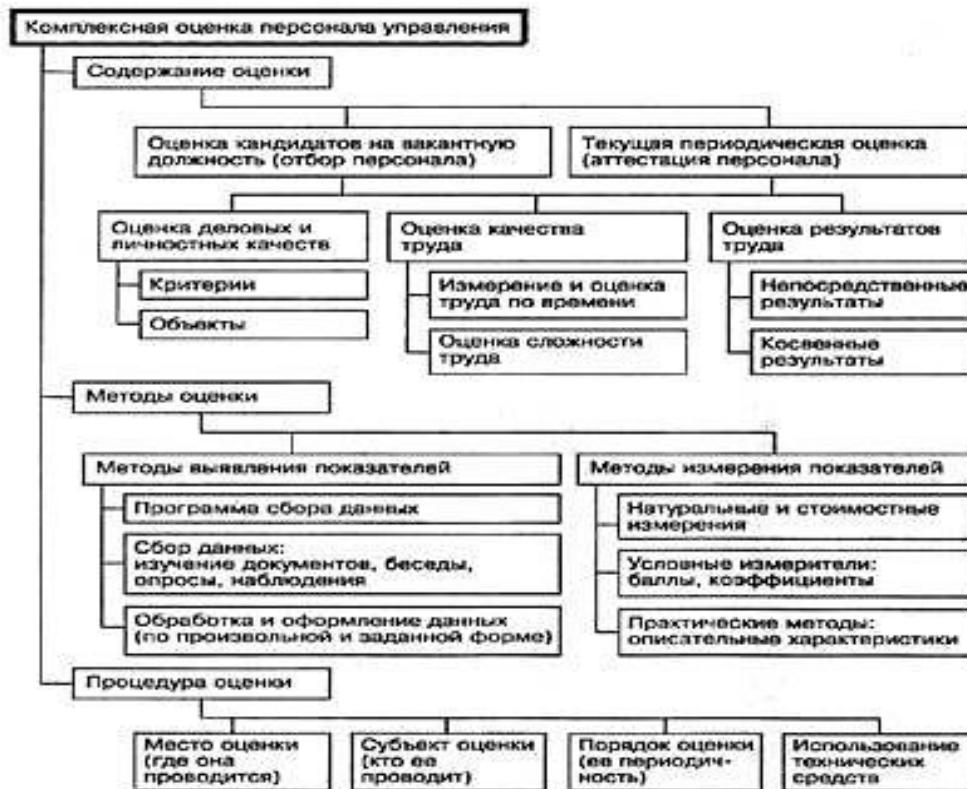 Комплексная оценка персонала управления
Содержание оценки
Оценка кандидатов на вакантную
должность (отбор персонала)
Текущая периодическая оценка
(аттестация персонала)
Оценка деловых и
личностных качеств
Критерии
Объекты
Оценка качества
труда
Измерение и оценка
труда по времени
Оценка сложности
труда
Оценка результатов
труда
Непосредственные
результаты
Косвенные
результаты
Методы оценки
Методы выявления показателей
Программа сбора данных
Сбор данных:
изучение документов, беседы,
опросы, наблюдения
Обработка и оформление данных
(по произвольной и заданной форме)
Методы измерения показателей
Натуральные и стоимостные
измерения
Условные измерители:
баллы, коэффициенты
Практические методы:
описательные характеристики
Процедура оценки
Место оценки
(где она
проводится)
Субъект оценки
(кто ее
проводит)
Порядок оценки
(ее периодич-
ность)
Использование
технических
средств